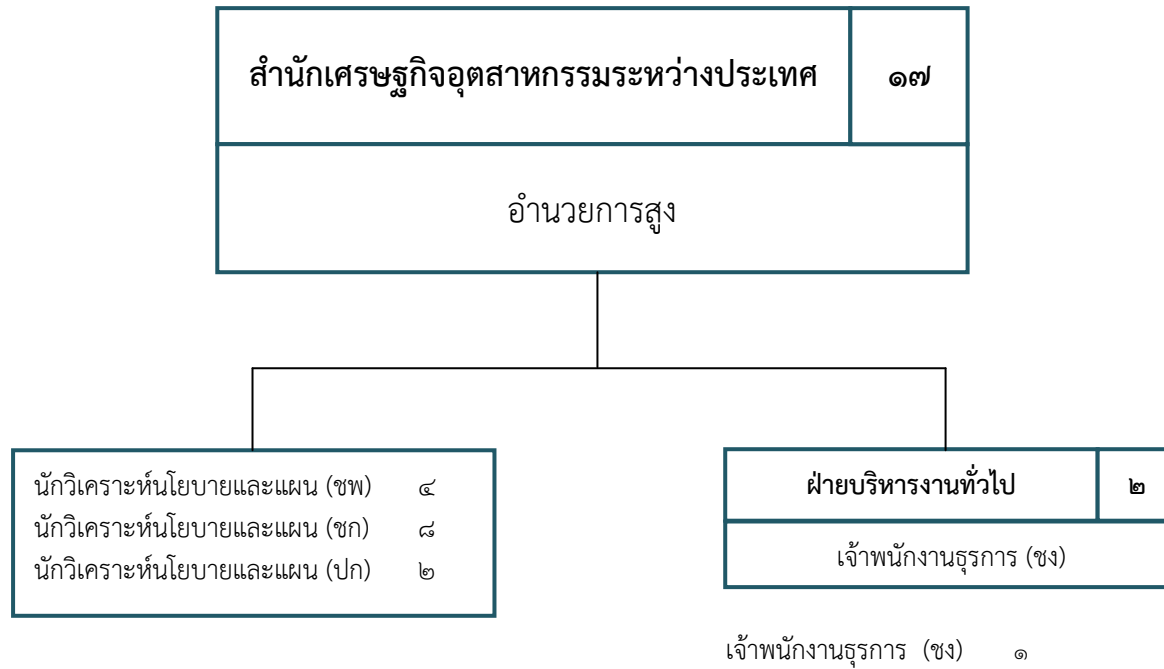 สำนักเศรษฐกิจอุตสาหกรรมระหว่างประเทศ ๑๗
อำนวยการสูง
นักวิเคราะห์นโยบายและแผน (ชพ) ๔
นักวิเคราะห์นโยบายและแผน (ชก) ๘
นักวิเคราะห์นโยบายและแผน (ปก) ๒
ฝ่ายบริหารงานทั่วไป ๒
เจ้าพนักงานธุรการ (ชง)
เจ้าพนักงานธุรการ (ชง) ๑